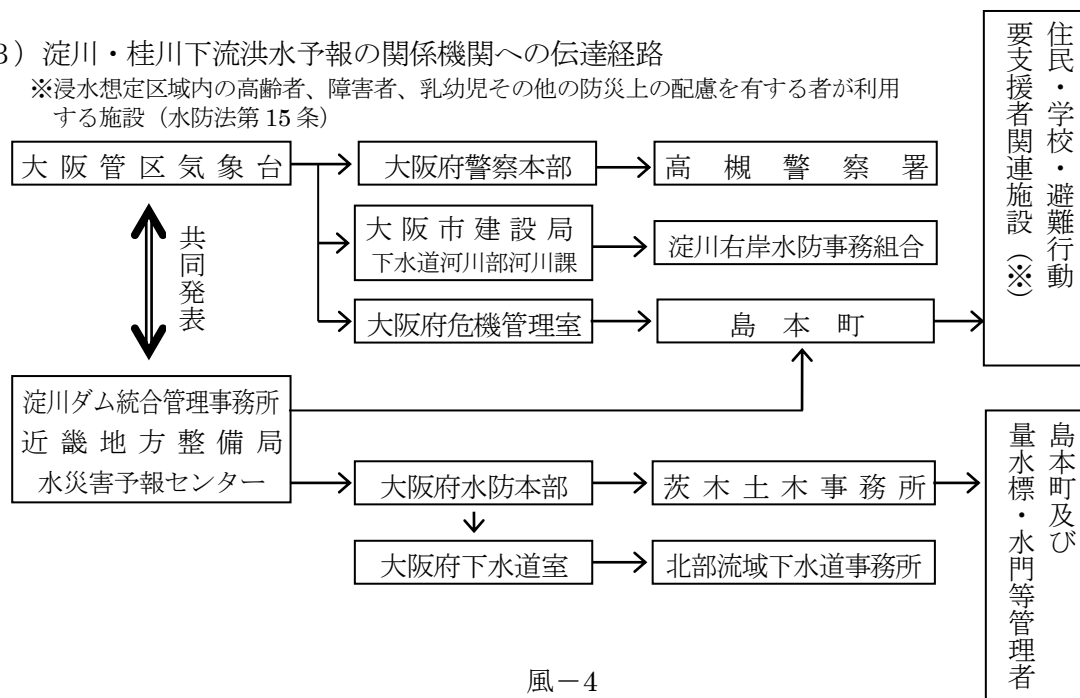 3）淀川・桂川下流洪水予報の関係機関への伝達経路
※浸水想定区域内の高齢者、障害者、乳幼児その他の防災上の配慮を有する者が利用
する施設（水防法第 15 条）
大阪管区気象台
大阪府警察本部
高槻警察署
住民・学校・避難行動
要支援者関連施設（※）
共同発表
大阪市建設局
下水道河川部河川課
淀川右岸水防事務組合
大阪府危機管理室
島本町
淀川ダム統合管理事務所
近畿地方整備局
水災害予報センター
大阪府水防本部
茨木土木事務所
島本町及び
量水標・水門等管理者
大阪府下水道室
北部流域下水道事務所
風－4